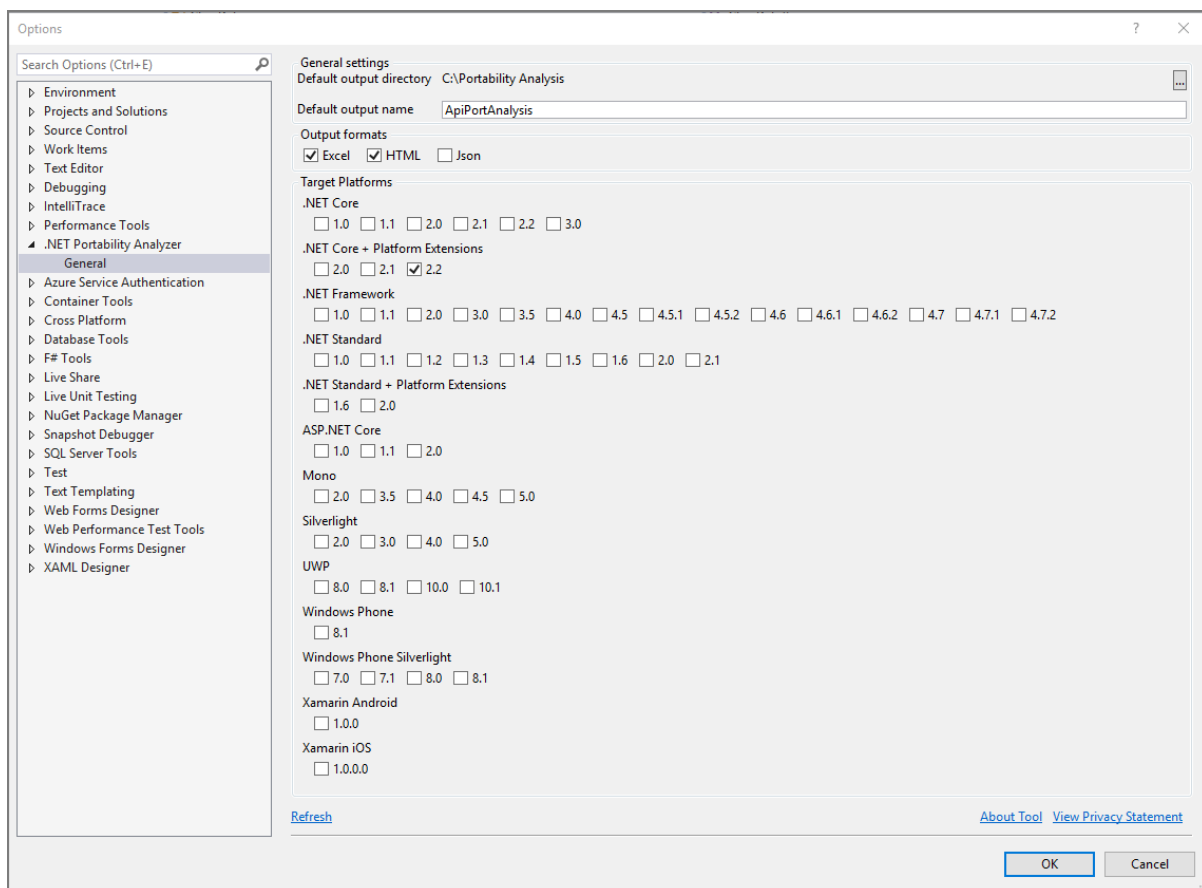 Options
?
Search Options (Ctrl+E)
Environment
Projects and Solutions
Source Control
Work Items
Text Editor
Debugging
IntelliTrace
Performance Tools
.NET Portability Analyzer
General
Azure Service Authentication
Container Tools
Cross Platform
Database Tools
F# Tools
Live Share
Live Unit Testing
NuGet Package Manager
Snapshot Debugger
SQL Server Tools
Test
Text Templating
Web Forms Designer
Web Performance Test Tools
Windows Forms Designer
XAML Designer
General settings
Default output directory C:\Portability Analysis ...
Default output name ApiPortAnalysis
Output formats
Excel HTML Json
Target Platforms
.NET Core
1.0 1.1 2.0 2.1 2.2 3.0
.NET Core + Platform Extensions
2.0 2.1 2.2
.NET Framework
1.0 1.1 2.0 3.0 3.5 4.0 4.5 4.5.1 4.5.2 4.6 4.6.1 4.6.2 4.7 4.7.1 4.7.2
.NET Standard
1.0 1.1 1.2 1.3 1.4 1.5 1.6 2.0 2.1
.NET Standard + Platform Extensions
1.6 2.0
ASP.NET Core
1.0 1.1 2.0
Mono
2.0 3.5 4.0 4.5 5.0
Silverlight
2.0 3.0 4.0 5.0
UWP
8.0 8.1 10.0 10.1
Windows Phone
8.1
Windows Phone Silverlight
7.0 7.1 8.0 8.1
Xamarin Android
1.0.0
Xamarin iOS
1.0.0.0
Refresh About Tool View Privacy Statement
OK Cancel